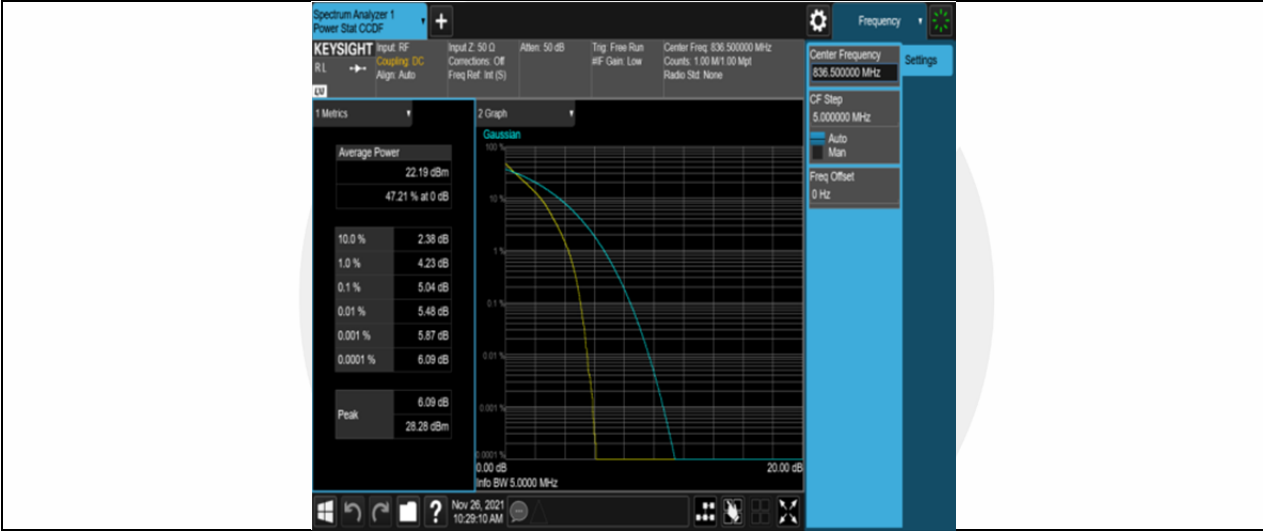 Spectrum Analyzer 1
Power Stat CCDF
+
Frequency
KEYSIGHT
RL
LV
Input: RF
Coupling: DC
Align: Auto
Input Z: 50 Ω
Corrections: Off
Freq Ref: Int (S)
Atten: 50 dB
Trig: Free Run
#IF Gain: Low
Center Freq: 836.500000 MHz
Counts: 1.00 M/1.00 Mpt
Radio Std: None
Center Frequency
836.500000 MHz
Settings
CF Step
5.000000 MHz
Auto
Man
Freq Offset
0 Hz
1 Metrics
Average Power
22.19 dBm
47.21 % at 0 dB
10.0 % 2.38 dB
1.0 % 4.23 dB
0.1 % 5.04 dB
0.01 % 5.48 dB
0.001 % 5.87 dB
0.0001 % 6.09 dB
Peak
6.09 dB
28.28 dBm
2 Graph
Gaussian
100 %
10 %
1 %
0.1 %
0.01 %
0.001 %
0.0001 %
0.00 dB 20.00 dB
Info BW 5.0000 MHz
?
Nov 26, 2021
10:29:10 AM